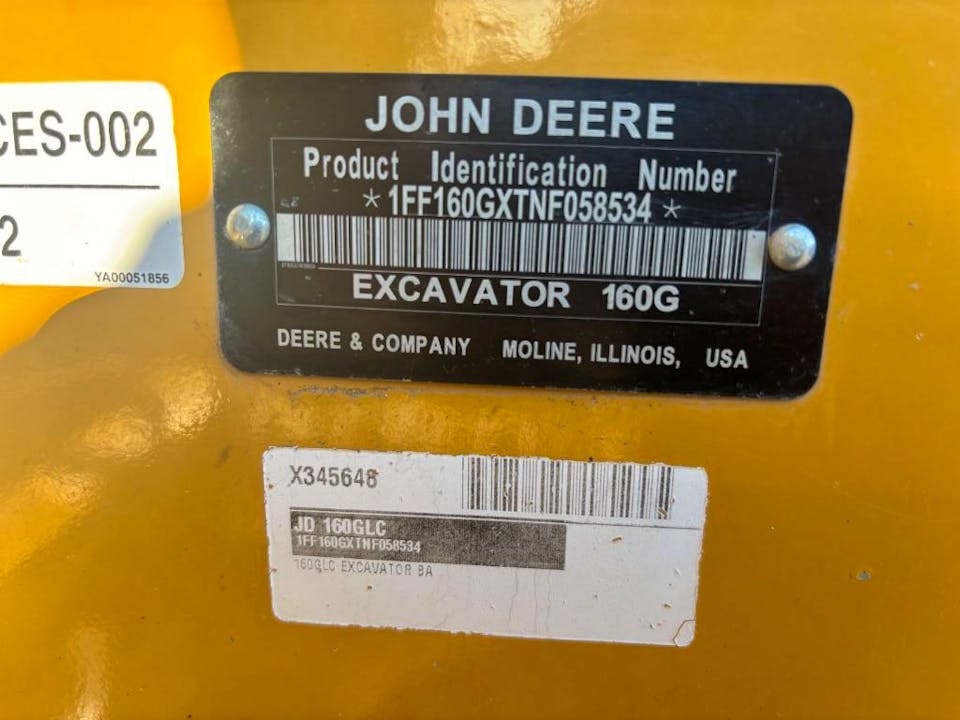 CES-002
2
YA00051856
JOHN DEERE
Product Identification Number
*1FF160GXTNF058534*
EXCAVATOR 160G
DEERE & COMPANY MOLINE, ILLINOIS, USA
X345648
JD 160GLC
1FF160GXTNF058534
160GLC EXCAVATOR BA